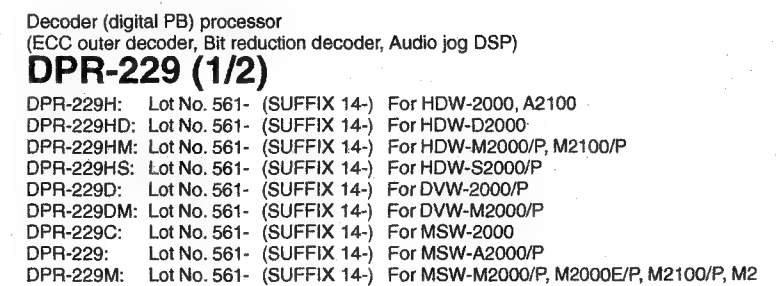 Decoder (digital PB) processor
(ECC outer decoder, Bit reduction decoder, Audio jog DSP)
DPR-229 (1/2)
DPR-229H: Lot No. 561- (SUFFIX 14-) For HDW-2000, A2100
DPR-229HD: Lot No. 561- (SUFFIX 14-) For HDW-D2000
DPR-229HM: Lot No. 561- (SUFFIX 14-) For HDW-M2000/P, M2100/P
DPR-229HS: Lot No. 561- (SUFFIX 14-) For HDW-S2000/P
DPR-229D: Lot No. 561- (SUFFIX 14-) For DVW-2000/P
DPR-229DM: Lot No. 561- (SUFFIX 14-) For DVW-M2000/P
DPR-229C: Lot No. 561- (SUFFIX 14-) For MSW-2000
DPR-229: Lot No. 561- (SUFFIX 14-) For MSW-A2000/P
DPR-229M: Lot No. 561- (SUFFIX 14-) For MSW-M2000/P, M2000E/P, M2100/P, M2